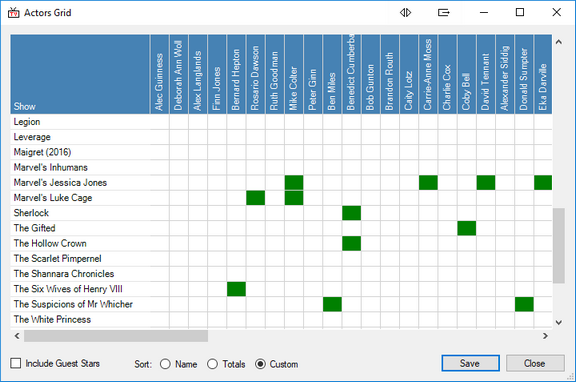 Actors Grid
Show
Alec Guinness
Deborah Ann Woll
Alex Langlands
Finn Jones
Bernard Hepton
Rosario Dawson
Ruth Goodman
Mike Colter
Peter Ginn
Ben Miles
Benedict Cumberba
Bob Gunton
Brandon Routh
Caity Lotz
Carrie-Anne Moss
Charlie Cox
Coby Bell
David Tennant
Alexander Siddig
Donald Sumpter
Eka Darville
Legion
Leverage
Maigret (2016)
Marvel's Inhumans
Marvel's Jessica Jones
Marvel's Luke Cage
Sherlock
The Gifted
The Hollow Crown
The Scarlet Pimpernel
The Shannara Chronicles
The Six Wives of Henry VIII
The Suspicions of Mr Whicher
The White Princess
Include Guest Stars Sort: Name Totals Custom Save Close